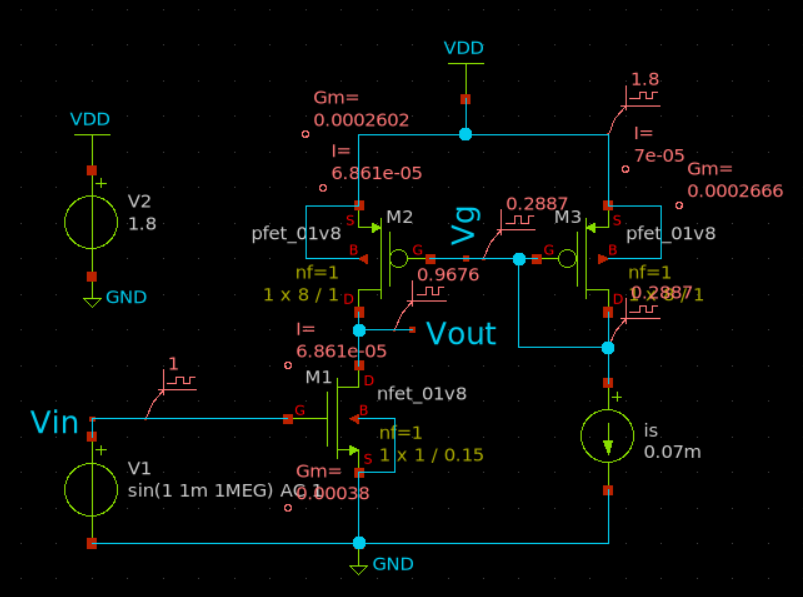 VDD
1.8
Gm=
0.0002602
VDD
I=
7e-05
I=
6.861e-05
Gm=
0.0002666
+
V2
1.8
S
M2
Vg
0.2887
M3
S
pfet_01v8
pfet_01v8
B
G
G
B
nf=1
0.9676
nf=1
1 x 8 / 1
D
D
1 x 8 / 1
0.2887
GND
I=
6.861e-05
Vout
1
M1
D
nfet_01v8
+
Vin
G
B
is
0.07m
nf=1
1 x 1 / 0.15
+
V1
sin(1 1m 1MEG) AC 1
S
Gm=
0.00038
GND